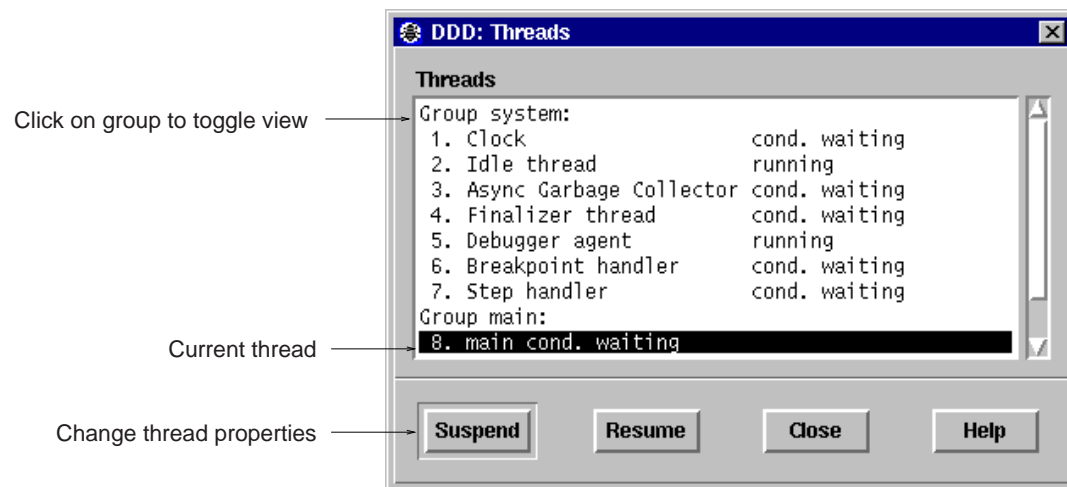 DDD: Threads
Threads
Click on group to toggle view
Group system:
1. Clock cond. waiting
2. Idle thread running
3. Async Garbage Collector cond. waiting
4. Finalizer thread cond. waiting
5. Debugger agent running
6. Breakpoint handler cond. waiting
7. Step handler cond. waiting
Group main:
Current thread
8. main cond. waiting
Change thread properties
Suspend Resume Close Help